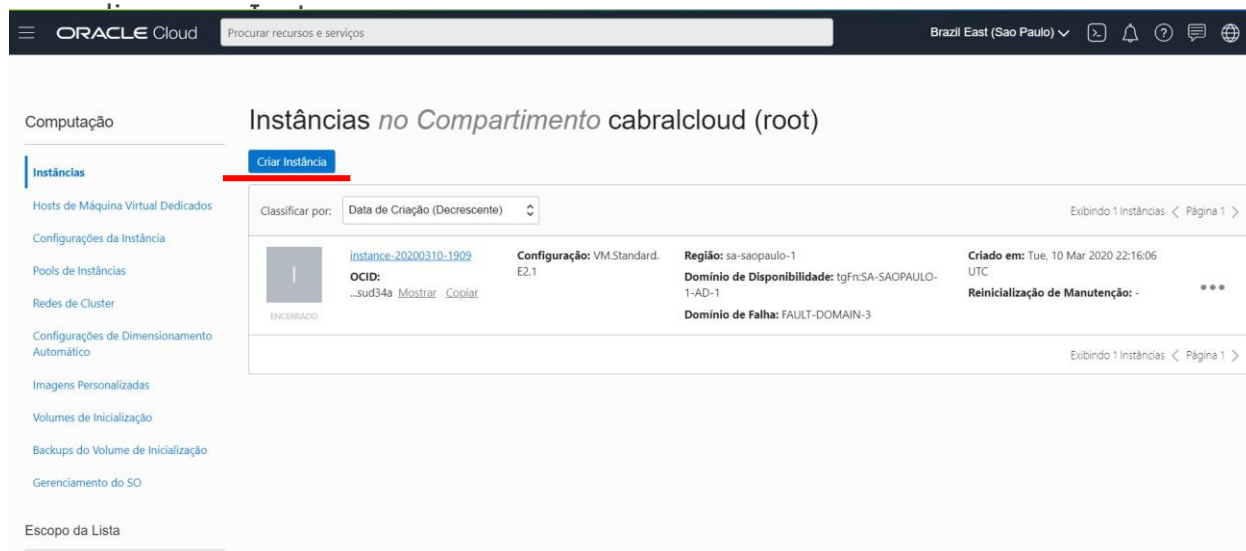 ORACLE Cloud
Procurar recursos e serviços
Brazil East (Sao Paulo)
Computação
Instâncias
Hosts de Máquina Virtual Dedicados
Configurações da Instância
Pools de Instâncias
Redes de Cluster
Configurações de Dimensionamento
Automático
Imagens Personalizadas
Volumes de Inicialização
Backups do Volume de Inicialização
Gerenciamento do SO
Escopo da Lista
Instâncias no Compartimento cabralcloud (root)
Criar Instância
Classificar por: Data de Criação (Decrescente)
Exibindo 1 Instâncias < Página 1 >
I
ENCERRADO
instance-20200310-1909
OCID:
...sud34a Mostrar Copiar
Configuração: VM.Standard.
E2.1
Região: sa-saopaulo-1
Domínio de Disponibilidade: tgFn:SA-SAOPAULO-
1-AD-1
Domínio de Falha: FAULT-DOMAIN-3
Criado em: Tue, 10 Mar 2020 22:16:06
UTC
Reinicialização de Manutenção: -
Exibindo 1 Instâncias < Página 1 >